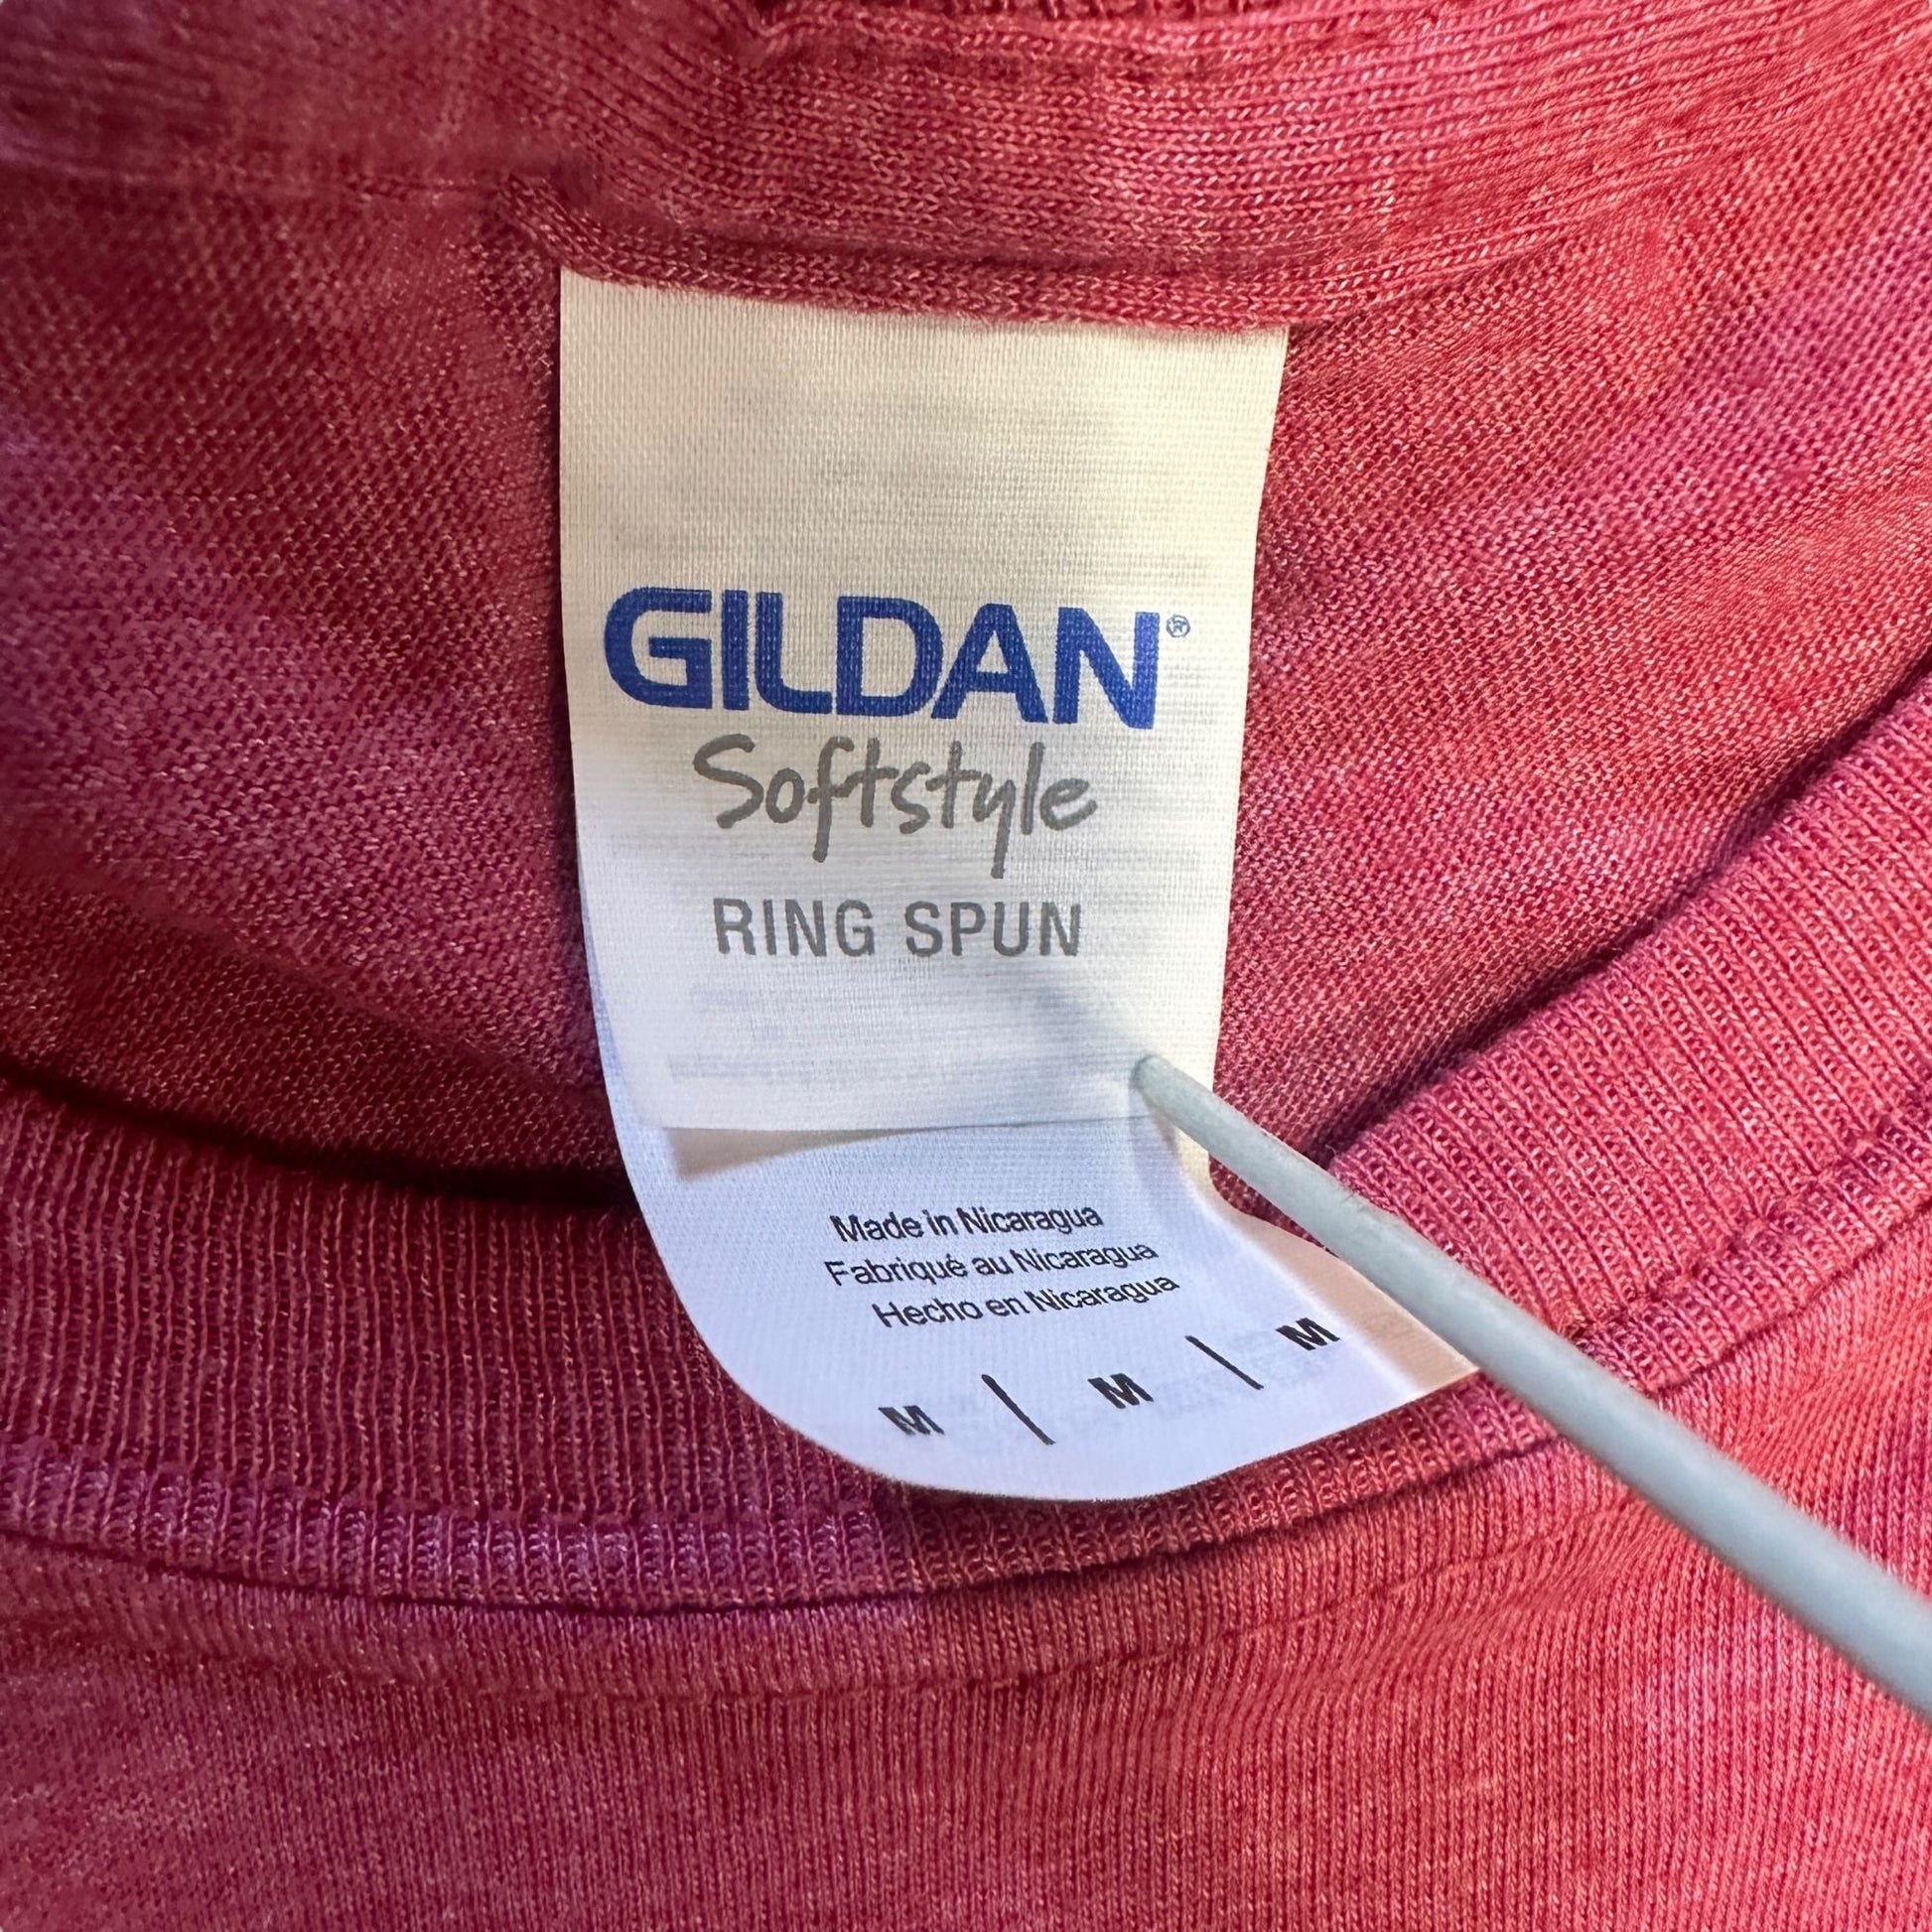 GILDAN®
Softstyle
RING SPUN
Made in Nicaragua
Fabriqué au Nicaragua
Hecho en Nicaragua
M / M / M